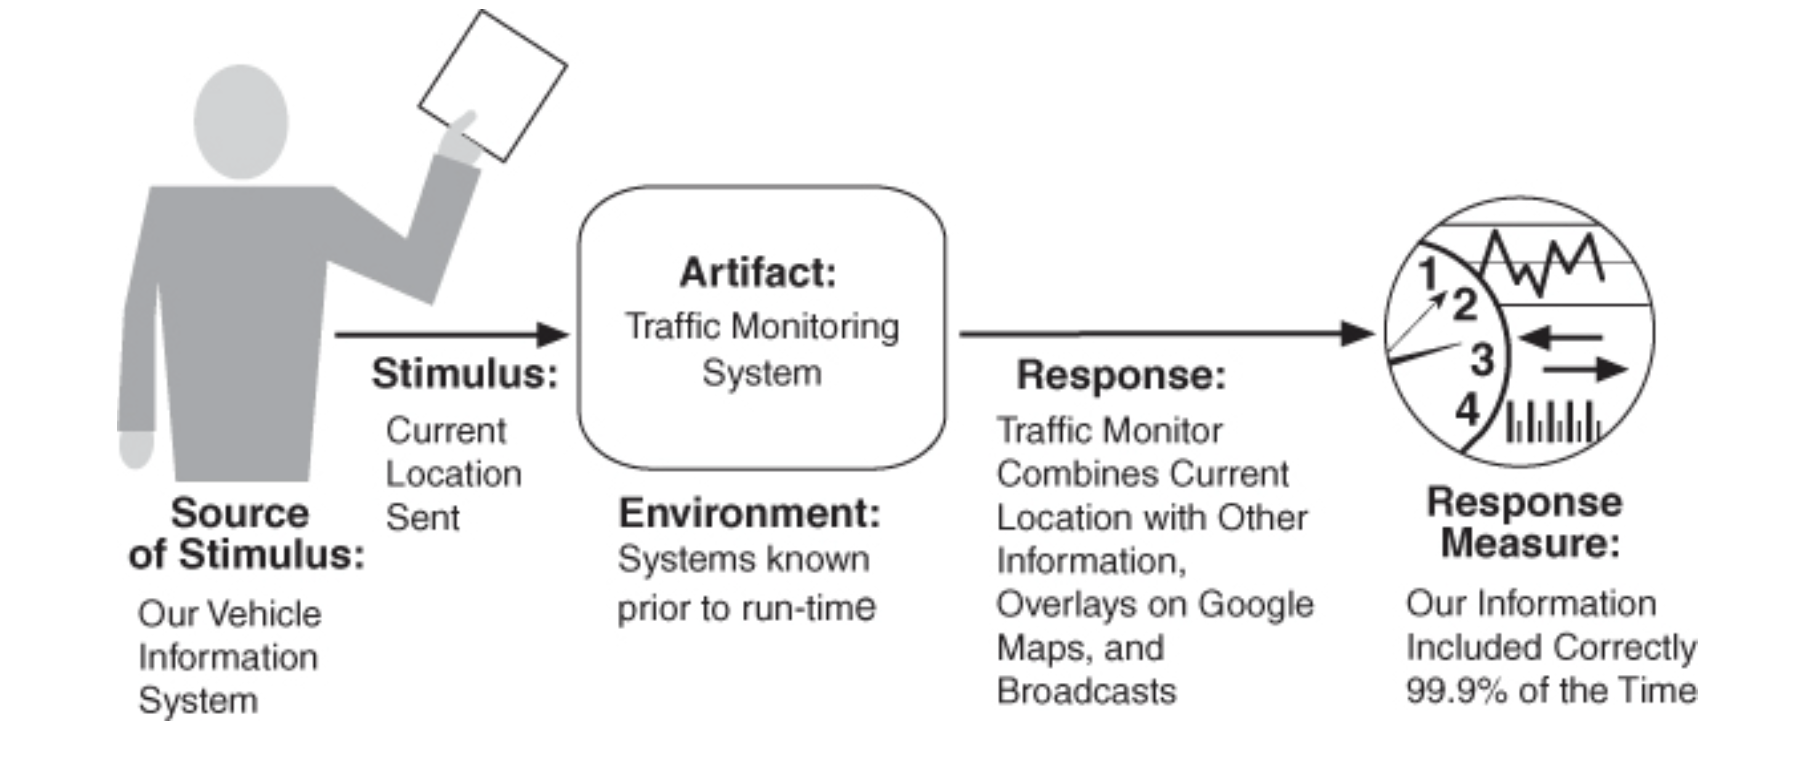 Source
of Stimulus:
Our Vehicle
Information
System
Stimulus:
Current
Location
Sent
Artifact:
Traffic Monitoring
System
Environment:
Systems known
prior to run-time
Response:
Traffic Monitor
Combines Current
Location with Other
Information,
Overlays on Google
Maps, and
Broadcasts
1
2
3
4
Response
Measure:
Our Information
Included Correctly
99.9% of the Time